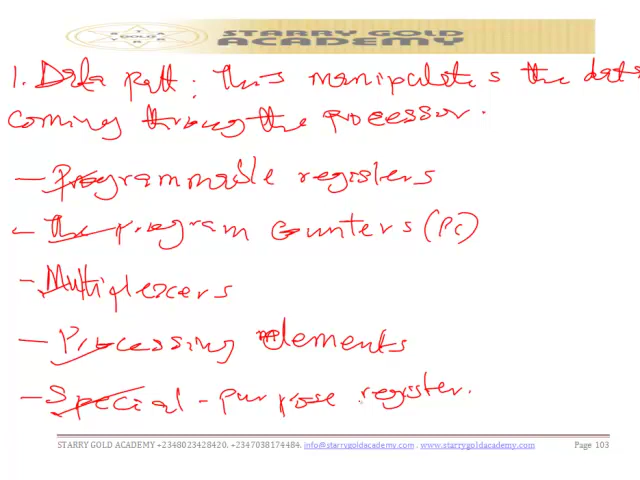 STARRY GOLD
ACADEMY
1. Data path: This manipulates the data
coming through the processor.
- Programmable registers
- The program counters (PC)
- Multiplexers
- Processing elements
- Special-purpose register.
STARRY GOLD ACADEMY +2348023428420, +2347038174484, info@starrygoldacademy.com , www.starrygoldacademy.com Page 103